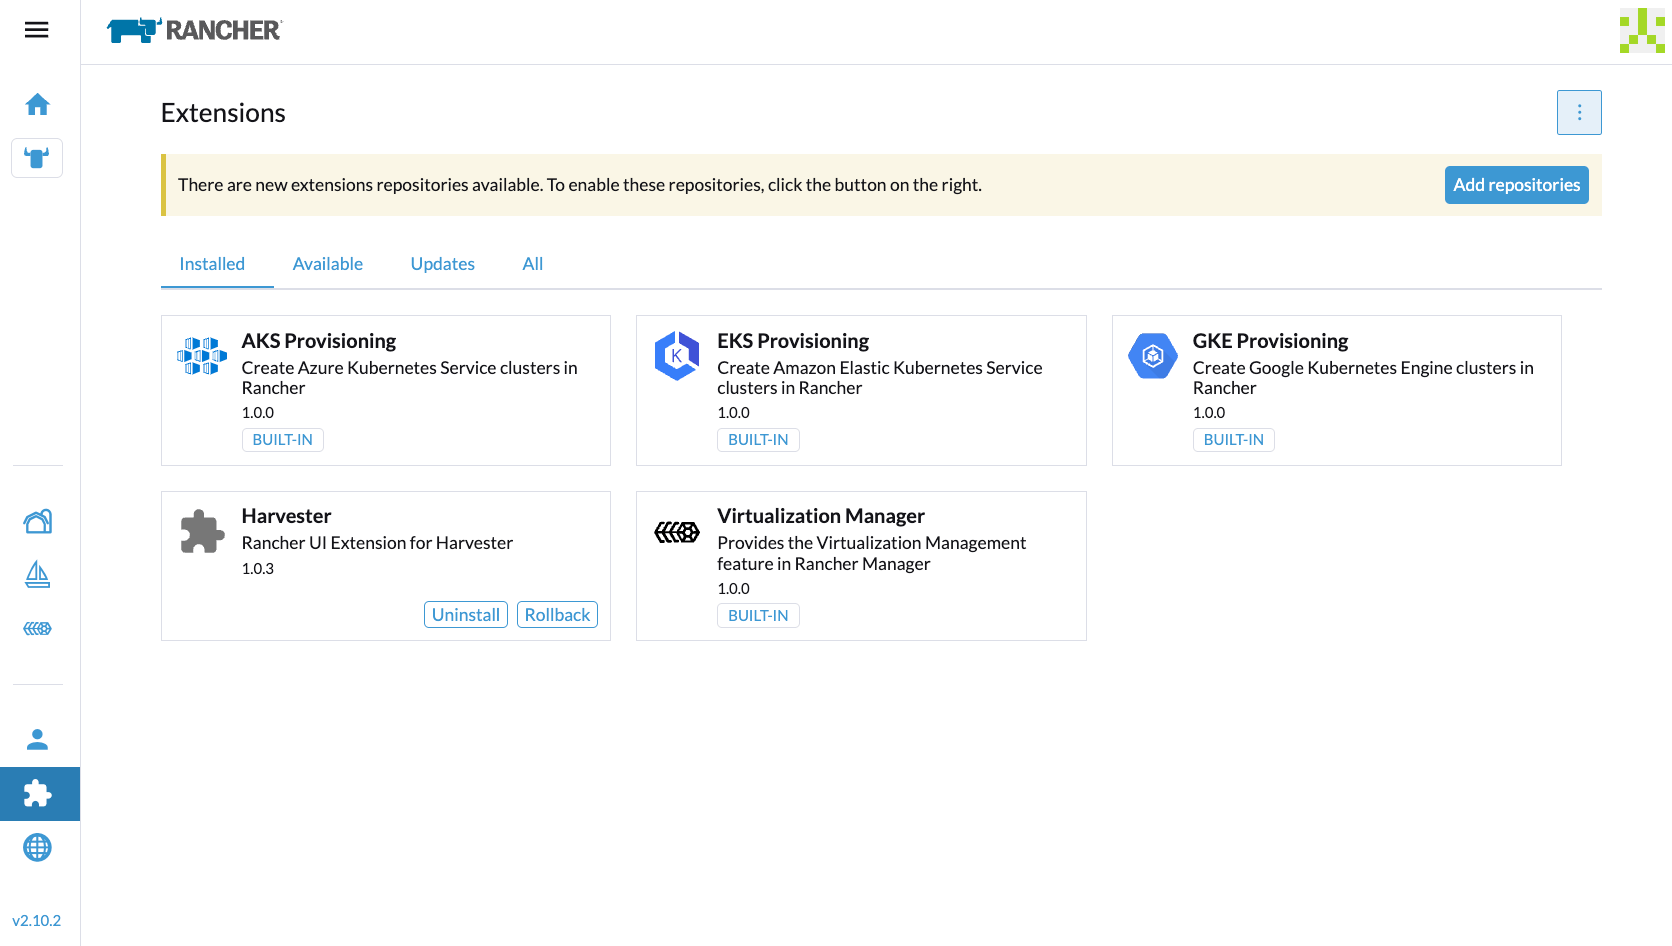 RANCHER
Extensions
There are new extensions repositories available. To enable these repositories, click the button on the right.
Add repositories
Installed
Available
Updates
All
AKS Provisioning
Create Azure Kubernetes Service clusters in
Rancher
1.0.0
BUILT-IN
K
EKS Provisioning
Create Amazon Elastic Kubernetes Service
clusters in Rancher
1.0.0
BUILT-IN
GKE Provisioning
Create Google Kubernetes Engine clusters in
Rancher
1.0.0
BUILT-IN
Harvester
Rancher UI Extension for Harvester
1.0.3
Uninstall
Rollback
Virtualization Manager
Provides the Virtualization Management
feature in Rancher Manager
1.0.0
BUILT-IN
v2.10.2